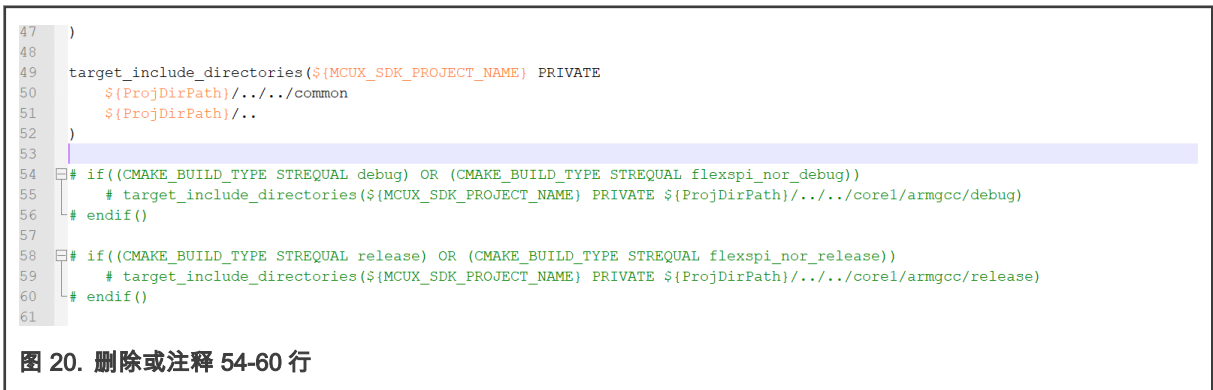 47 )
48
49 target_include_directories(${MCUX_SDK_PROJECT_NAME} PRIVATE
50 ${ProjDirPath}/../../common
51 ${ProjDirPath}/..
52 )
53
54 # if((CMAKE_BUILD_TYPE STREQUAL debug) OR (CMAKE_BUILD_TYPE STREQUAL flexspi_nor_debug))
55 # target_include_directories(${MCUX_SDK_PROJECT_NAME} PRIVATE ${ProjDirPath}/../../core1/armgcc/debug)
56 # endif()
57
58 # if((CMAKE_BUILD_TYPE STREQUAL release) OR (CMAKE_BUILD_TYPE STREQUAL flexspi_nor_release))
59 # target_include_directories(${MCUX_SDK_PROJECT_NAME} PRIVATE ${ProjDirPath}/../../core1/armgcc/release)
60 # endif()
61
图 20. 删除或注释 54-60 行